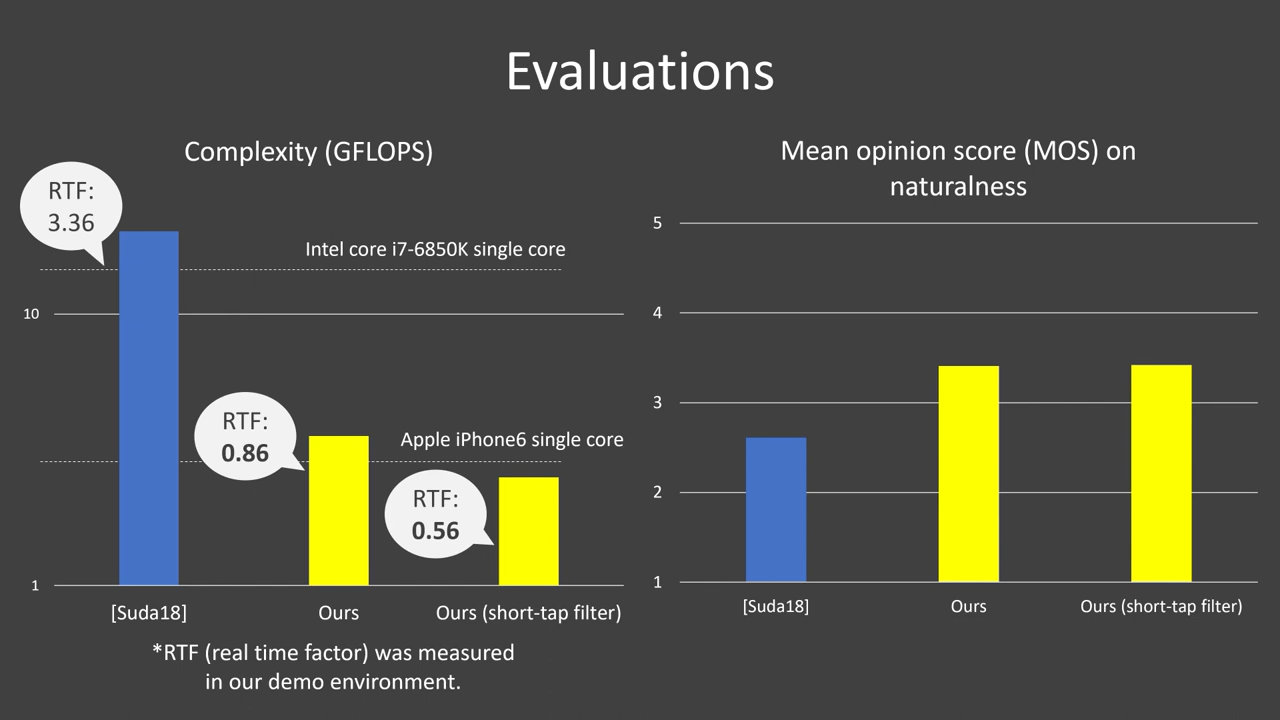 Evaluations
Complexity (GFLOPS)
RTF:
3.36
Intel core i7-6850K single core
10
RTF:
0.86
Apple iPhone6 single core
RTF:
0.56
1
[Suda18]
Ours
Ours (short-tap filter)
*RTF (real time factor) was measured
in our demo environment.
Mean opinion score (MOS) on
naturalness
5
4
3
2
1
[Suda18]
Ours
Ours (short-tap filter)